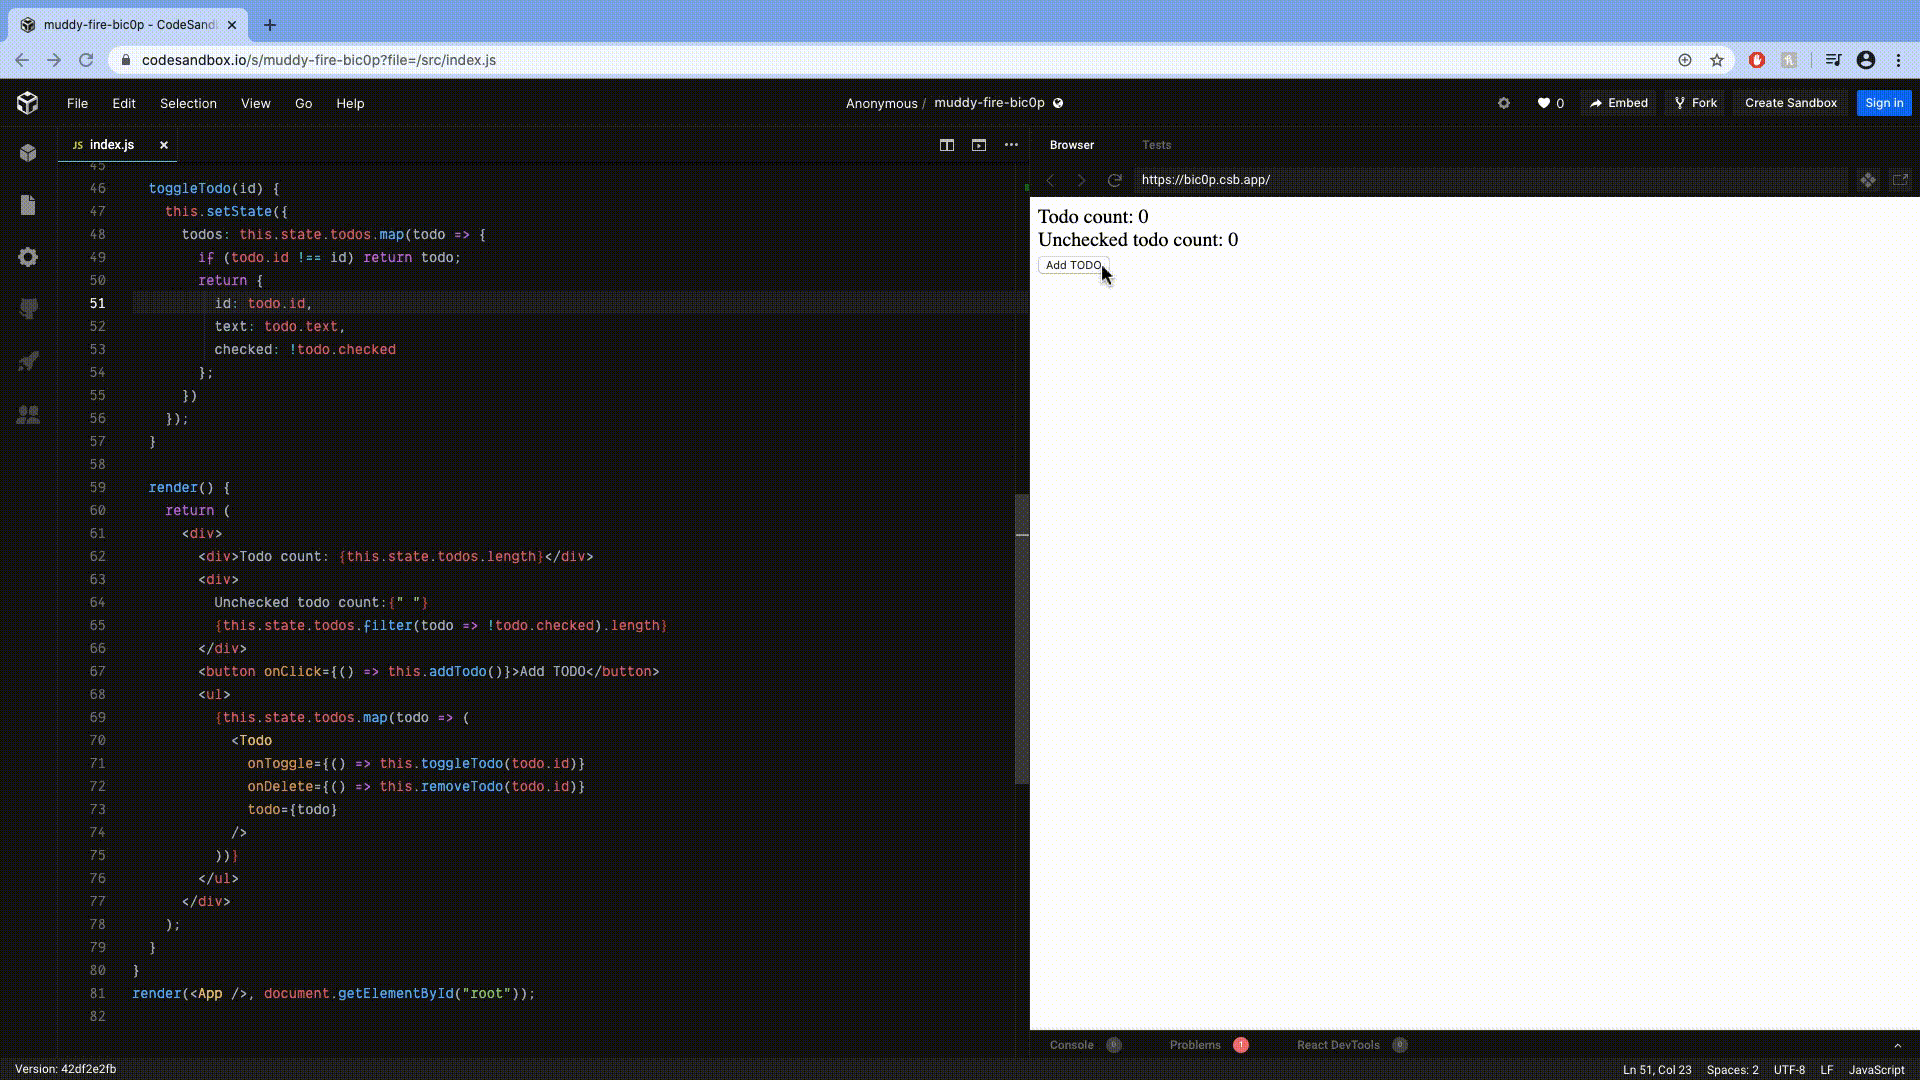 muddy-fire-bic0p - CodeSand
codesandbox.io/s/muddy-fire-bic0p?file=/src/index.js
File Edit Selection View Go Help
Anonymous / muddy-fire-bic0p
0 Embed Fork Create Sandbox Sign in
JS index.js
45
46 toggleTodo(id) {
47 this.setState({
48 todos: this.state.todos.map(todo => {
49 if (todo.id !== id) return todo;
50 return {
51 id: todo.id,
52 text: todo.text,
53 checked: !todo.checked
54 };
55 })
56 });
57 }
58
59 render() {
60 return (
61 <div>
62 <div>Todo count: {this.state.todos.length}</div>
63 <div>
64 Unchecked todo count:{" "}
65 {this.state.todos.filter(todo => !todo.checked).length}
66 </div>
67 <button onClick={() => this.addTodo()}>Add TODO</button>
68 <ul>
69 {this.state.todos.map(todo => (
70 <Todo
71 onToggle={() => this.toggleTodo(todo.id)}
72 onDelete={() => this.removeTodo(todo.id)}
73 todo={todo}
74 />
75 ))}
76 </ul>
77 </div>
78 );
79 }
80 }
81 render(<App />, document.getElementById("root"));
82
Browser Tests
https://bic0p.csb.app/
Todo count: 0
Unchecked todo count: 0
Add TODO
Console 0 Problems 1 React DevTools 0
Version: 42df2e2fb
Ln 51, Col 23 Spaces: 2 UTF-8 LF JavaScript